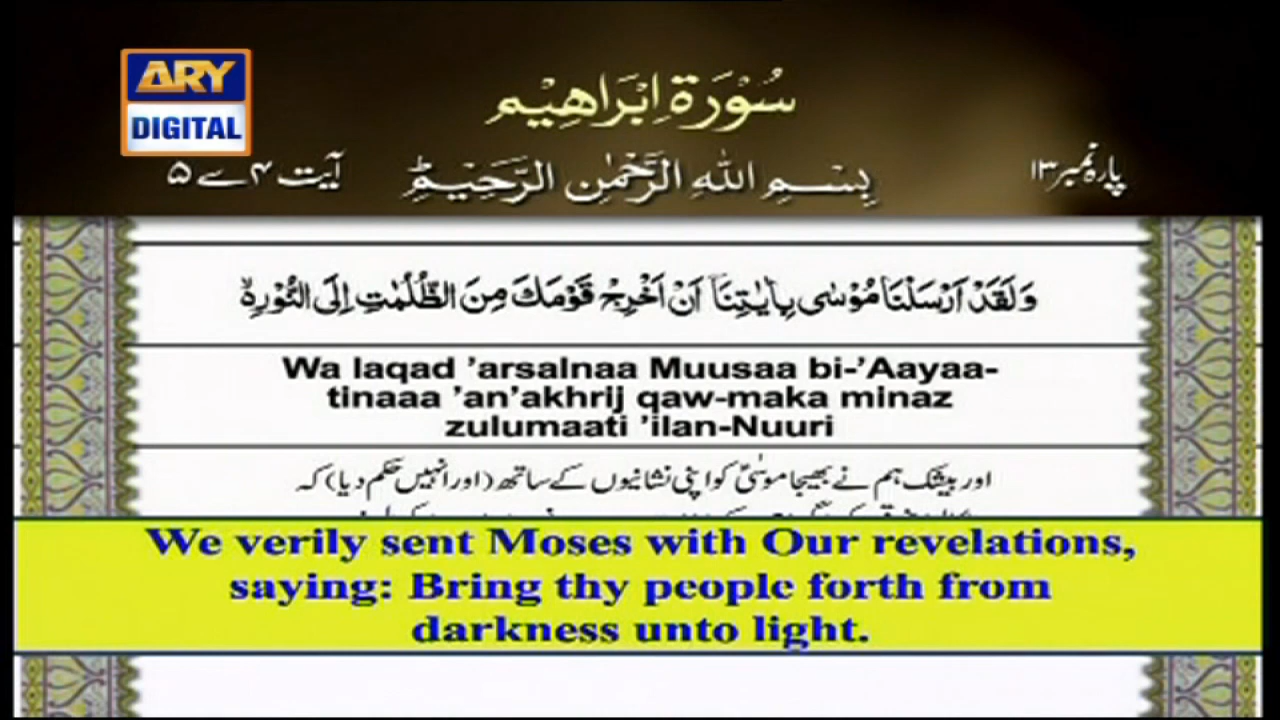 ARY
DIGITAL
سُوْرَةُ اِبْرَاهِيْم
پارہ نمبر ۱۳
بِسْمِ اللهِ الرَّحْمٰنِ الرَّحِيْمِ
آیت ۴ سے ۵
وَلَقَدْ اَرْسَلْنَا مُوْسٰى بِاٰيٰتِنَاۤ اَنْ اَخْرِجْ قَوْمَكَ مِنَ الظُّلُمٰتِ اِلَى النُّوْرِ ەۙ
Wa laqad ’arsalnaa Muusaa bi-’Aayaa-
tinaaa ’an’akhrij qaw-maka minaz
zulumaati ’ilan-Nuuri
اور بیشک ہم نے بھیجا موسیٰؑ کو اپنی نشانیوں کے ساتھ (اور انہیں حکم دیا) کہ
We verily sent Moses with Our revelations,
saying: Bring thy people forth from
darkness unto light.